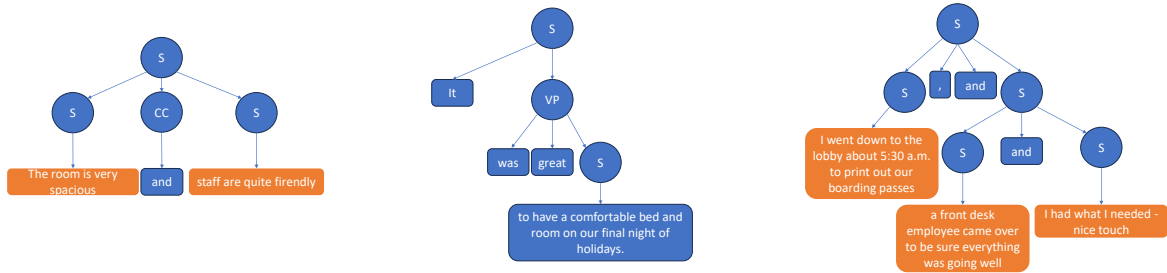 S
S
CC
S
The room is very
spacious
and
staff are quite firendly
S
It
VP
was
great
S
to have a comfortable bed and
room on our final night of
holidays.
S
S
,
and
S
I went down to the
lobby about 5:30 a.m.
to print out our
boarding passes
S
and
S
a front desk
employee came over
to be sure everything
was going well
I had what I needed -
nice touch